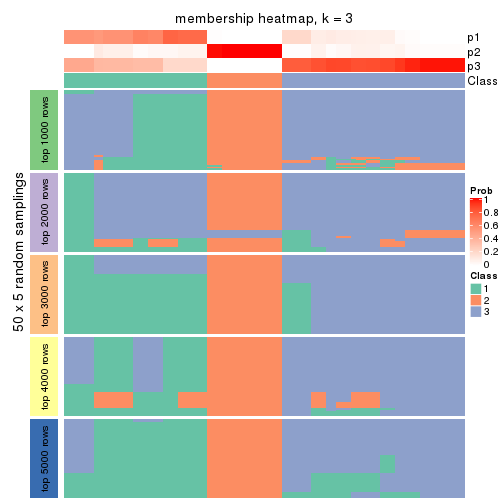 membership heatmap, k = 3
p1
p2
p3
Class
50 x 5 random samplings
top 1000 rows
top 2000 rows
top 3000 rows
top 4000 rows
top 5000 rows
Prob
1
0.8
0.6
0.4
0.2
0
Class
1
2
3